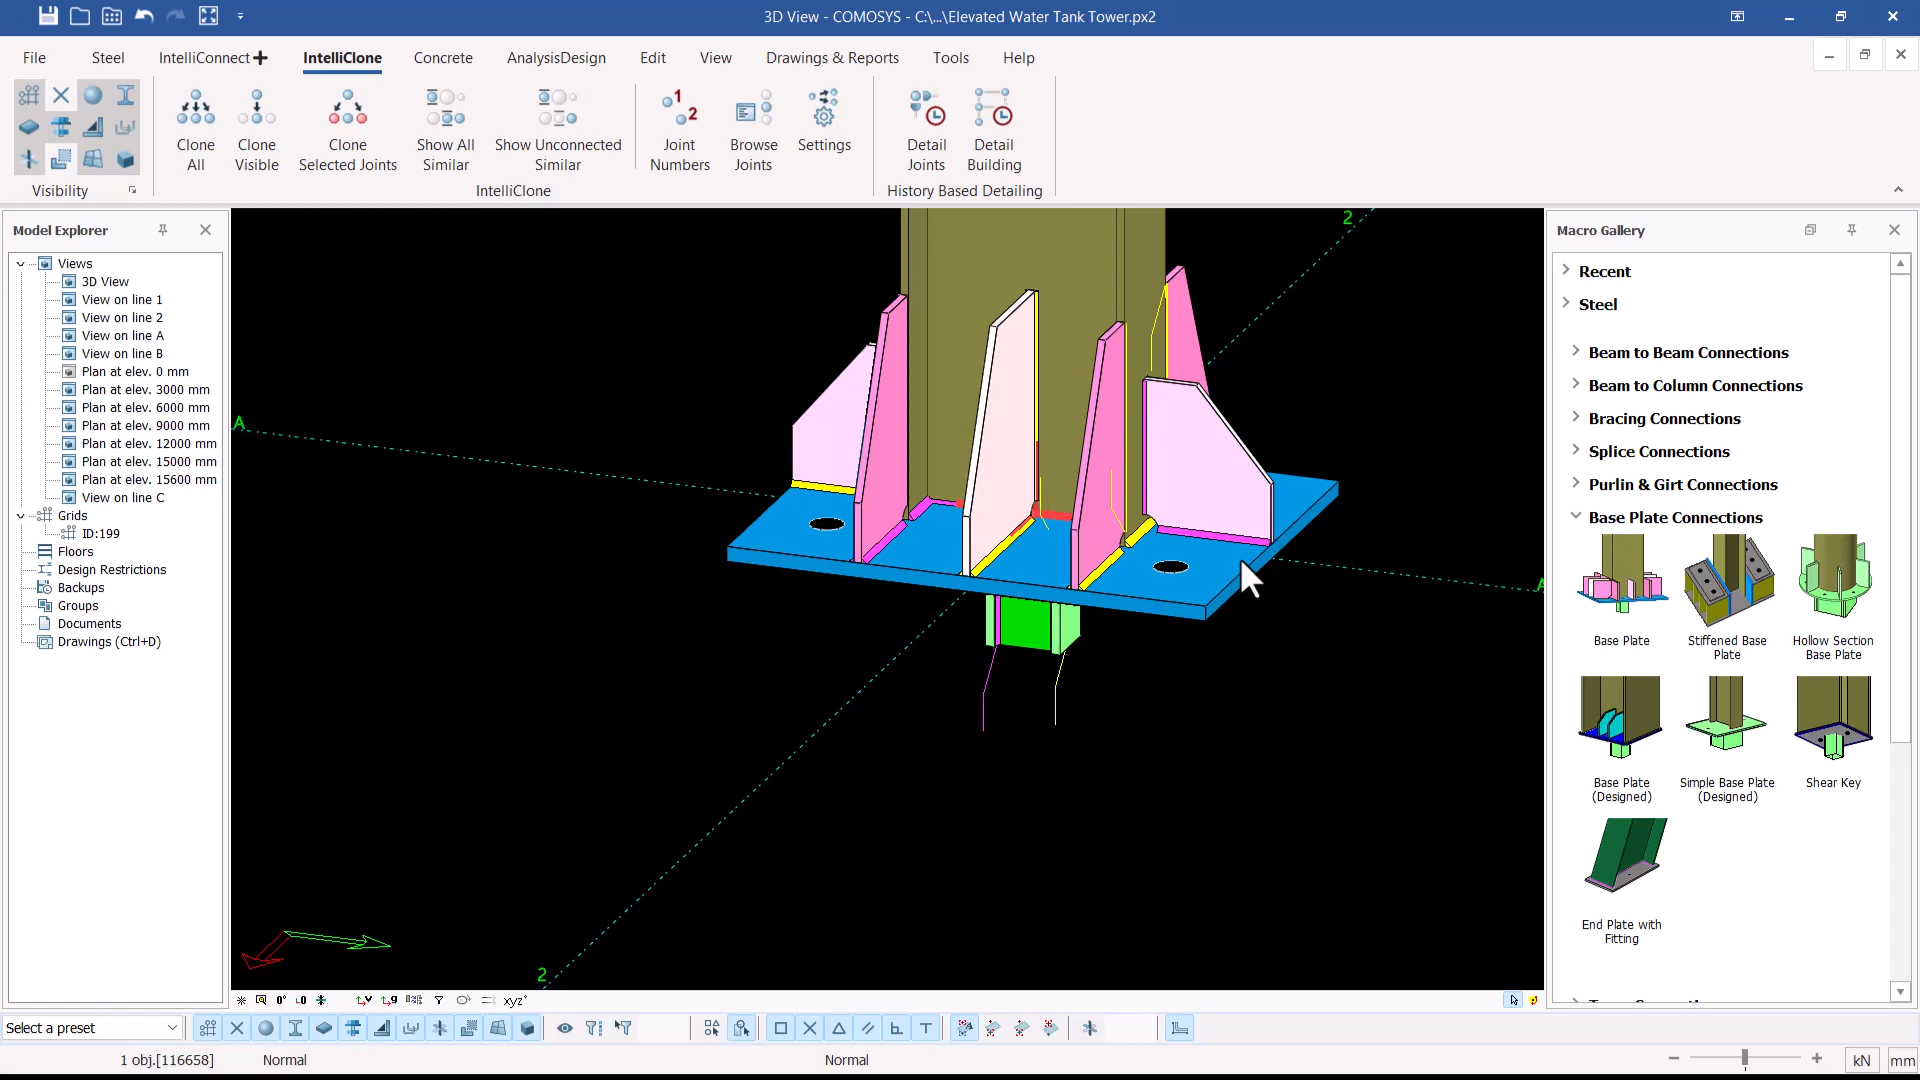 3D View - COMOSYS - C:\...\Elevated Water Tank Tower.px2
File
Steel
IntelliConnect
IntelliClone
Concrete
AnalysisDesign
Edit
View
Drawings & Reports
Tools
Help
Clone All
Clone Visible
Clone Selected Joints
Show All Similar
Show Unconnected Similar
1 2
Joint Numbers
Browse Joints
Settings
Detail Joints
Detail Building
Visibility
IntelliClone
History Based Detailing
Model Explorer
Views
3D View
View on line 1
View on line 2
View on line A
View on line B
Plan at elev. 0 mm
Plan at elev. 3000 mm
Plan at elev. 6000 mm
Plan at elev. 9000 mm
Plan at elev. 12000 mm
Plan at elev. 15000 mm
Plan at elev. 15600 mm
View on line C
Grids
ID:199
Floors
Design Restrictions
Backups
Groups
Documents
Drawings (Ctrl+D)
2
A
A
2
Macro Gallery
Recent
Steel
Beam to Beam Connections
Beam to Column Connections
Bracing Connections
Splice Connections
Purlin & Girt Connections
Base Plate Connections
Base Plate
Stiffened Base Plate
Hollow Section Base Plate
Base Plate (Designed)
Simple Base Plate (Designed)
Shear Key
End Plate with Fitting
xyz
Select a preset
1 obj.[116658]
Normal
Normal
kN
mm